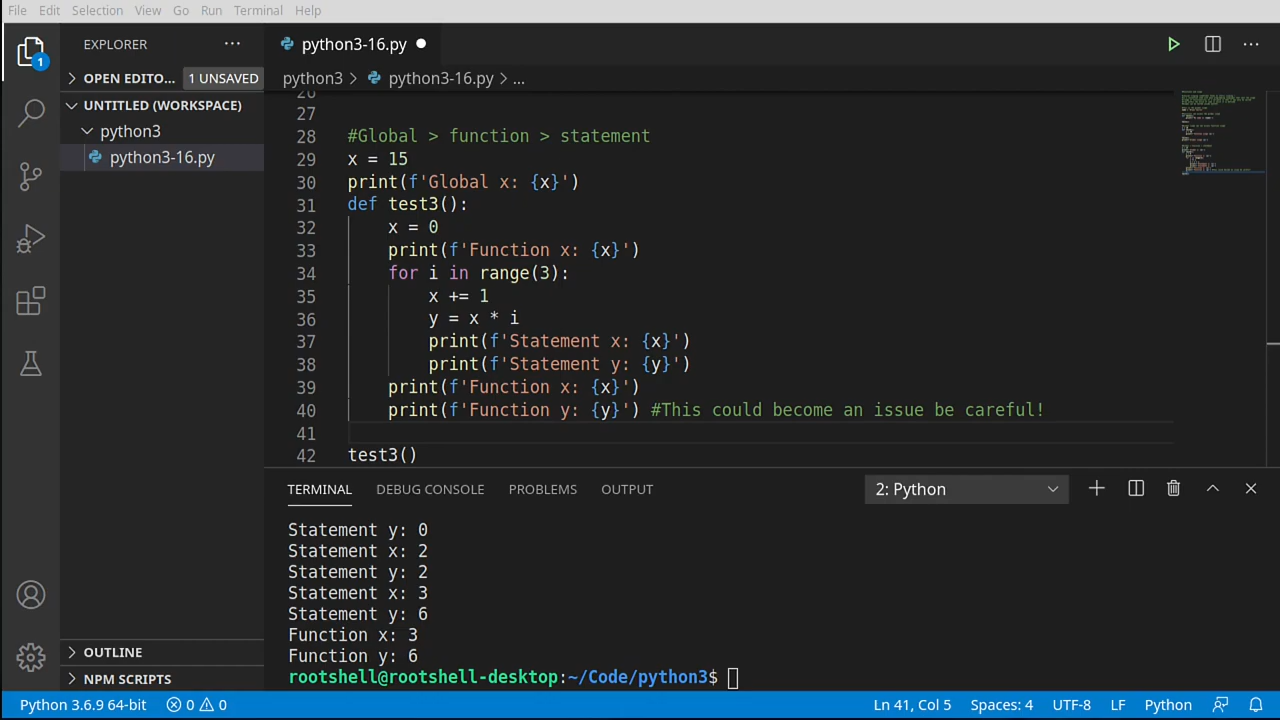 File Edit Selection View Go Run Terminal Help
EXPLORER ...
python3-16.py
OPEN EDITO... 1 UNSAVED
python3 > python3-16.py > ...
1
UNTITLED (WORKSPACE)
python3
python3-16.py
26
27
28 #Global > function > statement
29 x = 15
30 print(f'Global x: {x}')
31 def test3():
32 x = 0
33 print(f'Function x: {x}')
34 for i in range(3):
35 x += 1
36 y = x * i
37 print(f'Statement x: {x}')
38 print(f'Statement y: {y}')
39 print(f'Function x: {x}')
40 print(f'Function y: {y}') #This could become an issue be careful!
41
42 test3()
TERMINAL DEBUG CONSOLE PROBLEMS OUTPUT 2: Python
Statement y: 0
Statement x: 2
Statement y: 2
Statement x: 3
Statement y: 6
Function x: 3
Function y: 6
rootshell@rootshell-desktop:~/Code/python3$
OUTLINE
NPM SCRIPTS
Python 3.6.9 64-bit 0 0 Ln 41, Col 5 Spaces: 4 UTF-8 LF Python